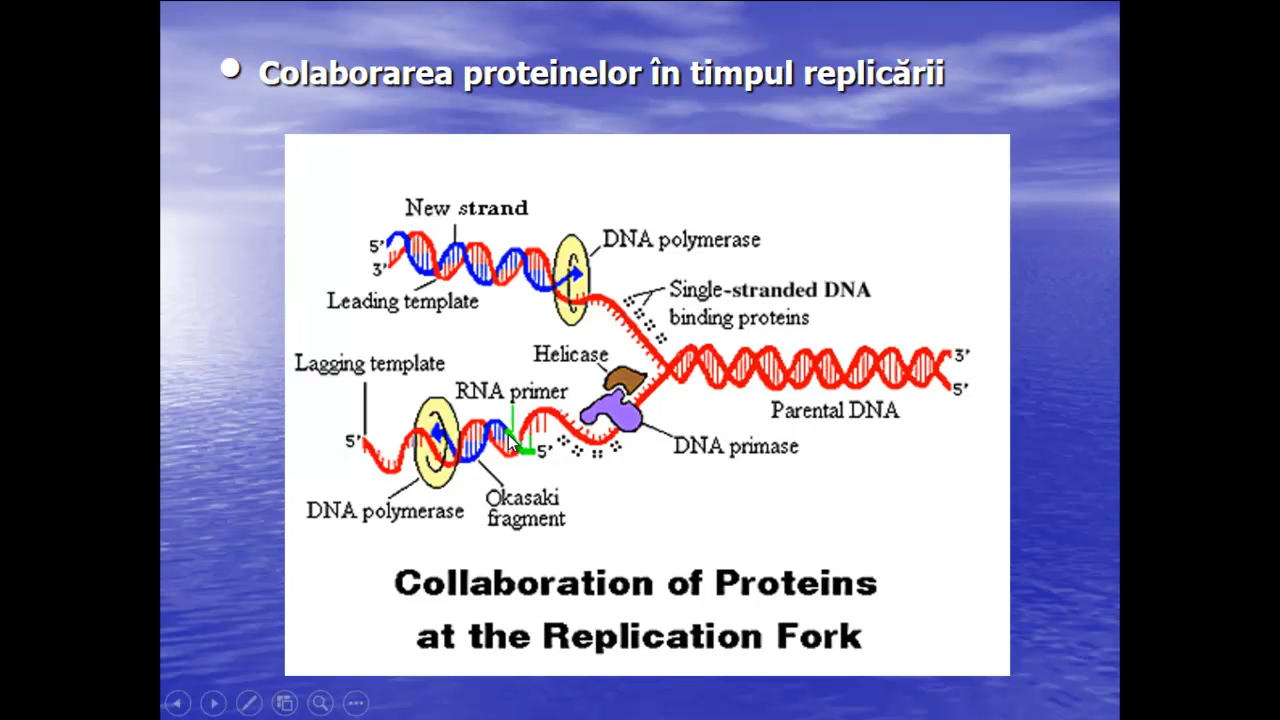 • Colaborarea proteinelor în timpul replicării
New strand
5'
3'
DNA polymerase
Leading template
Single-stranded DNA
binding proteins
Lagging template
Helicase
RNA primer
3'
5'
Parental DNA
5'
5'
DNA primase
DNA polymerase
Okasaki
fragment
Collaboration of Proteins
at the Replication Fork